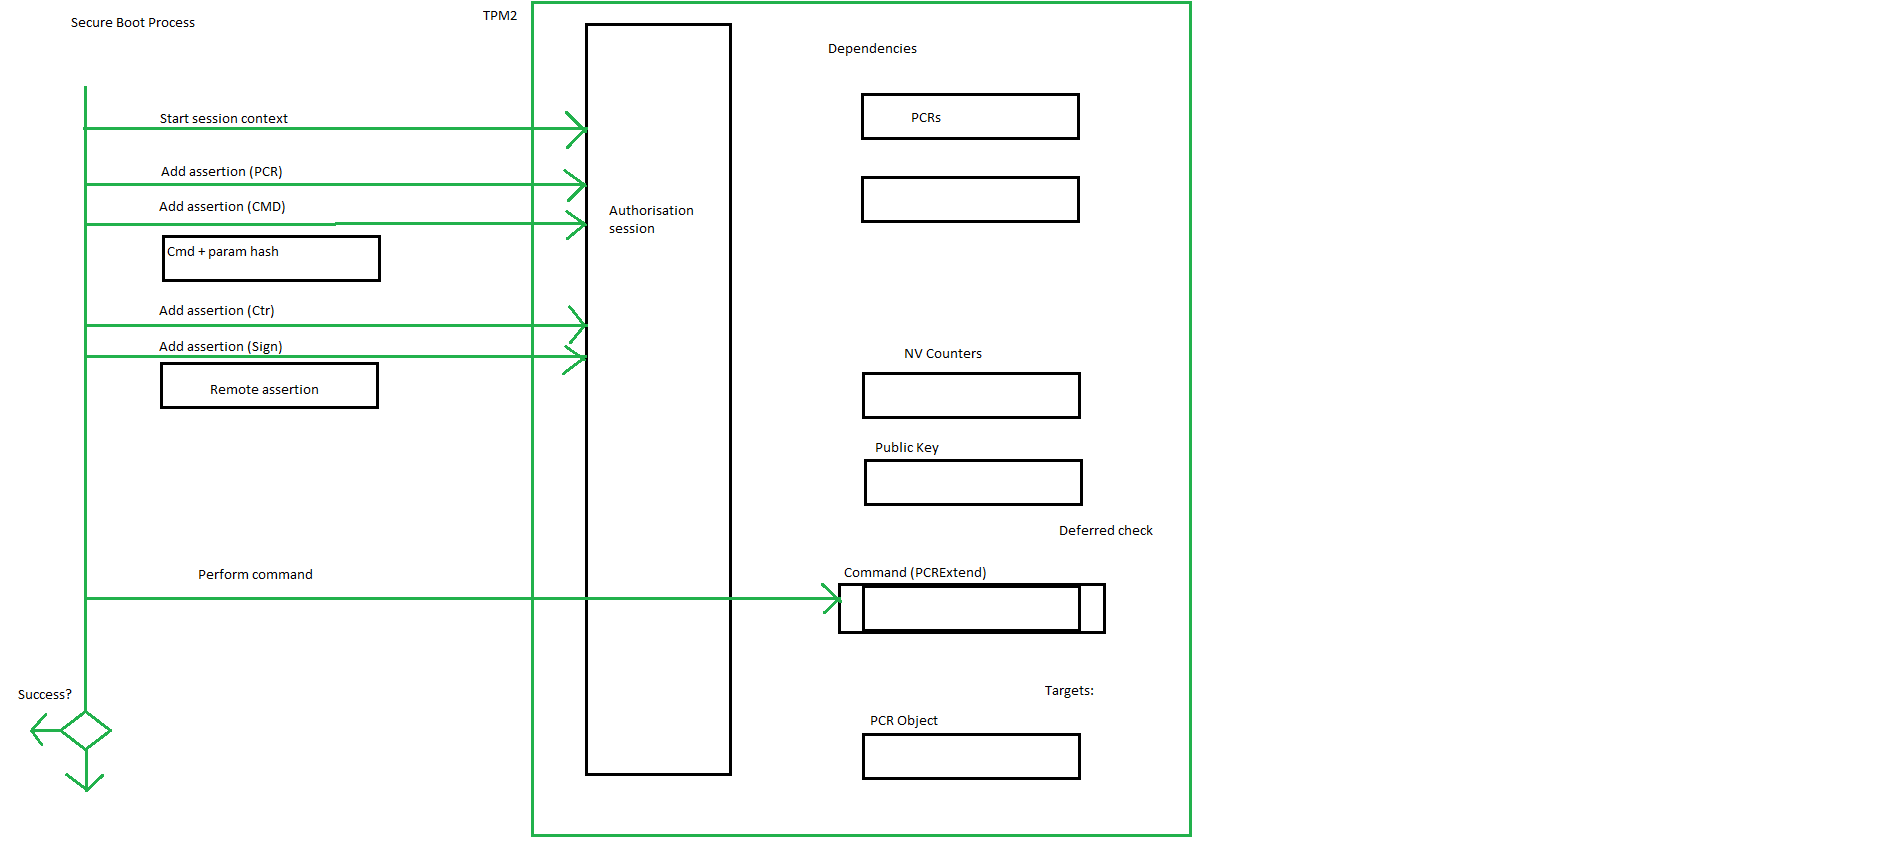 Secure Boot Process
TPM2
Dependencies
Start session context
PCRs
Add assertion (PCR)
Add assertion (CMD)
Authorisation
session
Cmd + param hash
Add assertion (Ctr)
Add assertion (Sign)
NV Counters
Remote assertion
Public Key
Deferred check
Perform command
Command (PCRExtend)
Success?
Targets:
PCR Object